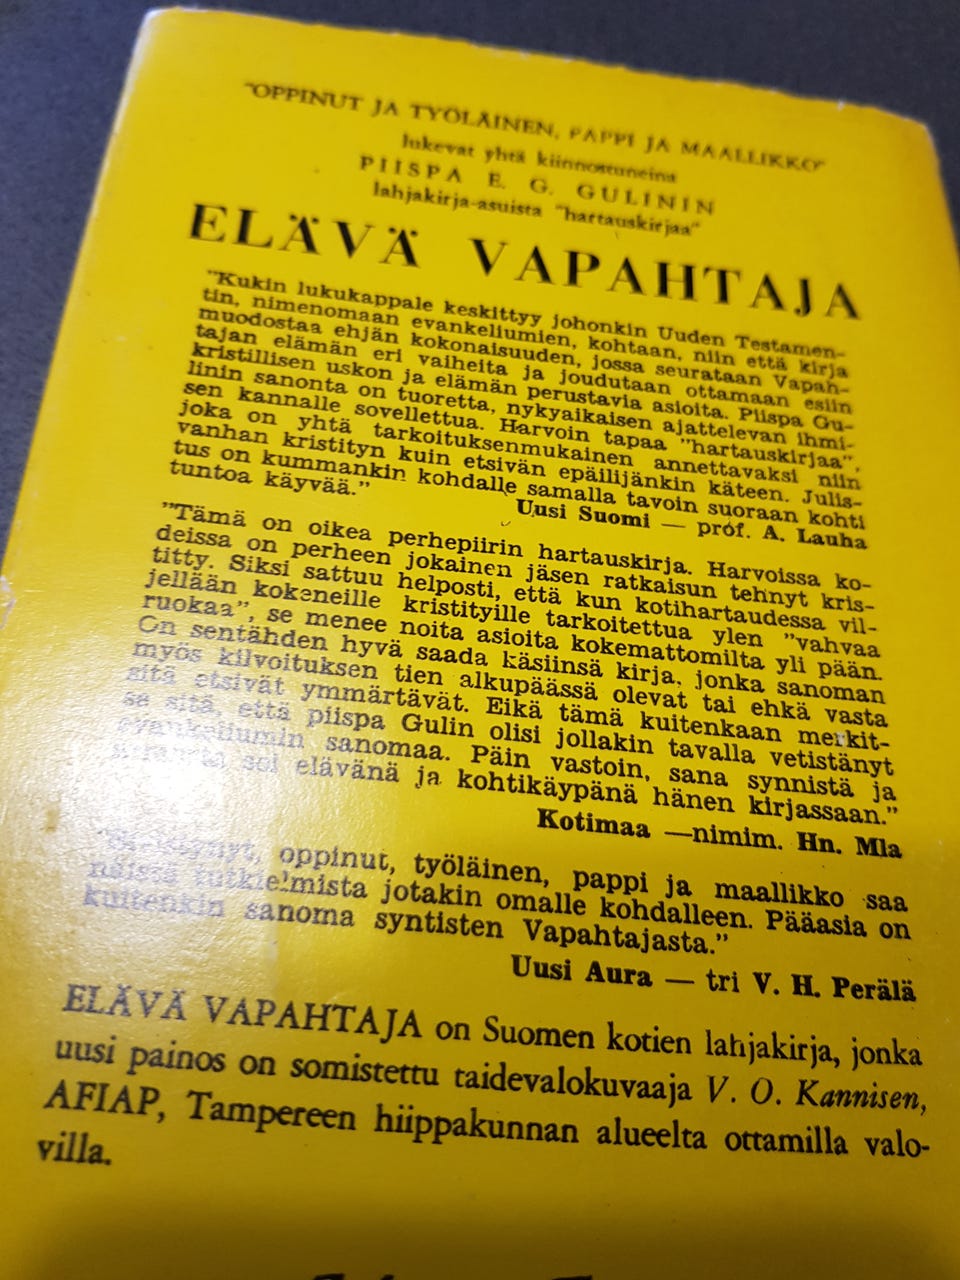 "OPPINUT JA TYÖLÄINEN, PAPPI JA MAALLIKKO"
lukevat yhtä kiinnostuneina
PIISPA E. G. GULININ
lahjakirja-asuista "hartauskirjaa"
ELÄVÄ VAPAHTAJA
"Kukin lukukappale keskittyy johonkin Uuden Testamen-
tin, nimenomaan evankeliumien, kohtaan, niin että kirja
muodostaa ehjän kokonaisuuden, jossa seurataan Vapah-
tajan elämän eri vaiheita ja joudutaan ottamaan esiin
kristillisen uskon ja elämän perustavia asioita. Piispa Gu-
linin sanonta on tuoretta, nykyaikaisen ajattelevan ihmi-
sen kannalle sovellettua. Harvoin tapaa "hartauskirjaa",
joka on yhtä tarkoituksenmukainen annettavaksi niin
vanhan kristityn kuin etsivän epäilijänkin käteen. Julis-
tus on kummankin kohdalle samalla tavoin suoraan kohti
tuntoa käyvää."
Uusi Suomi — prof. A. Lauha
"Tämä on oikea perhepiirin hartauskirja. Harvoissa ko-
deissa on perheen jokainen jäsen ratkaisun tehnyt kris-
titty. Siksi sattuu helposti, että kun kotihartaudessa vil-
jellään kokeneille kristityille tarkoitettua ylen "vahvaa
ruokaa", se menee noita asioita kokemattomilta yli pään.
On sentähden hyvä saada käsiinsä kirja, jonka sanoman
myös kilvoituksen tien alkupäässä olevat tai ehkä vasta
sitä etsivät ymmärtävät. Eikä tämä kuitenkaan merkit-
se sitä, että piispa Gulin olisi jollakin tavalla vetistänyt
evankeliumin sanomaa. Päin vastoin, sana synnistä ja
armosta soi elävänä ja kohtikäypänä hänen kirjassaan."
Kotimaa —nimim. Hn. Mla
oppinut, työläinen, pappi ja maallikko saa
näissä tutkielmista jotakin omalle kohdalleen. Pääasia on
kuitenkin sanoma syntisten Vapahtajasta."
Uusi Aura — tri V. H. Perälä
ELÄVÄ VAPAHTAJA on Suomen kotien lahjakirja, jonka
uusi painos on somistettu taidevalokuvaaja V. O. Kannisen,
AFIAP, Tampereen hiippakunnan alueelta ottamilla valo-
villa.